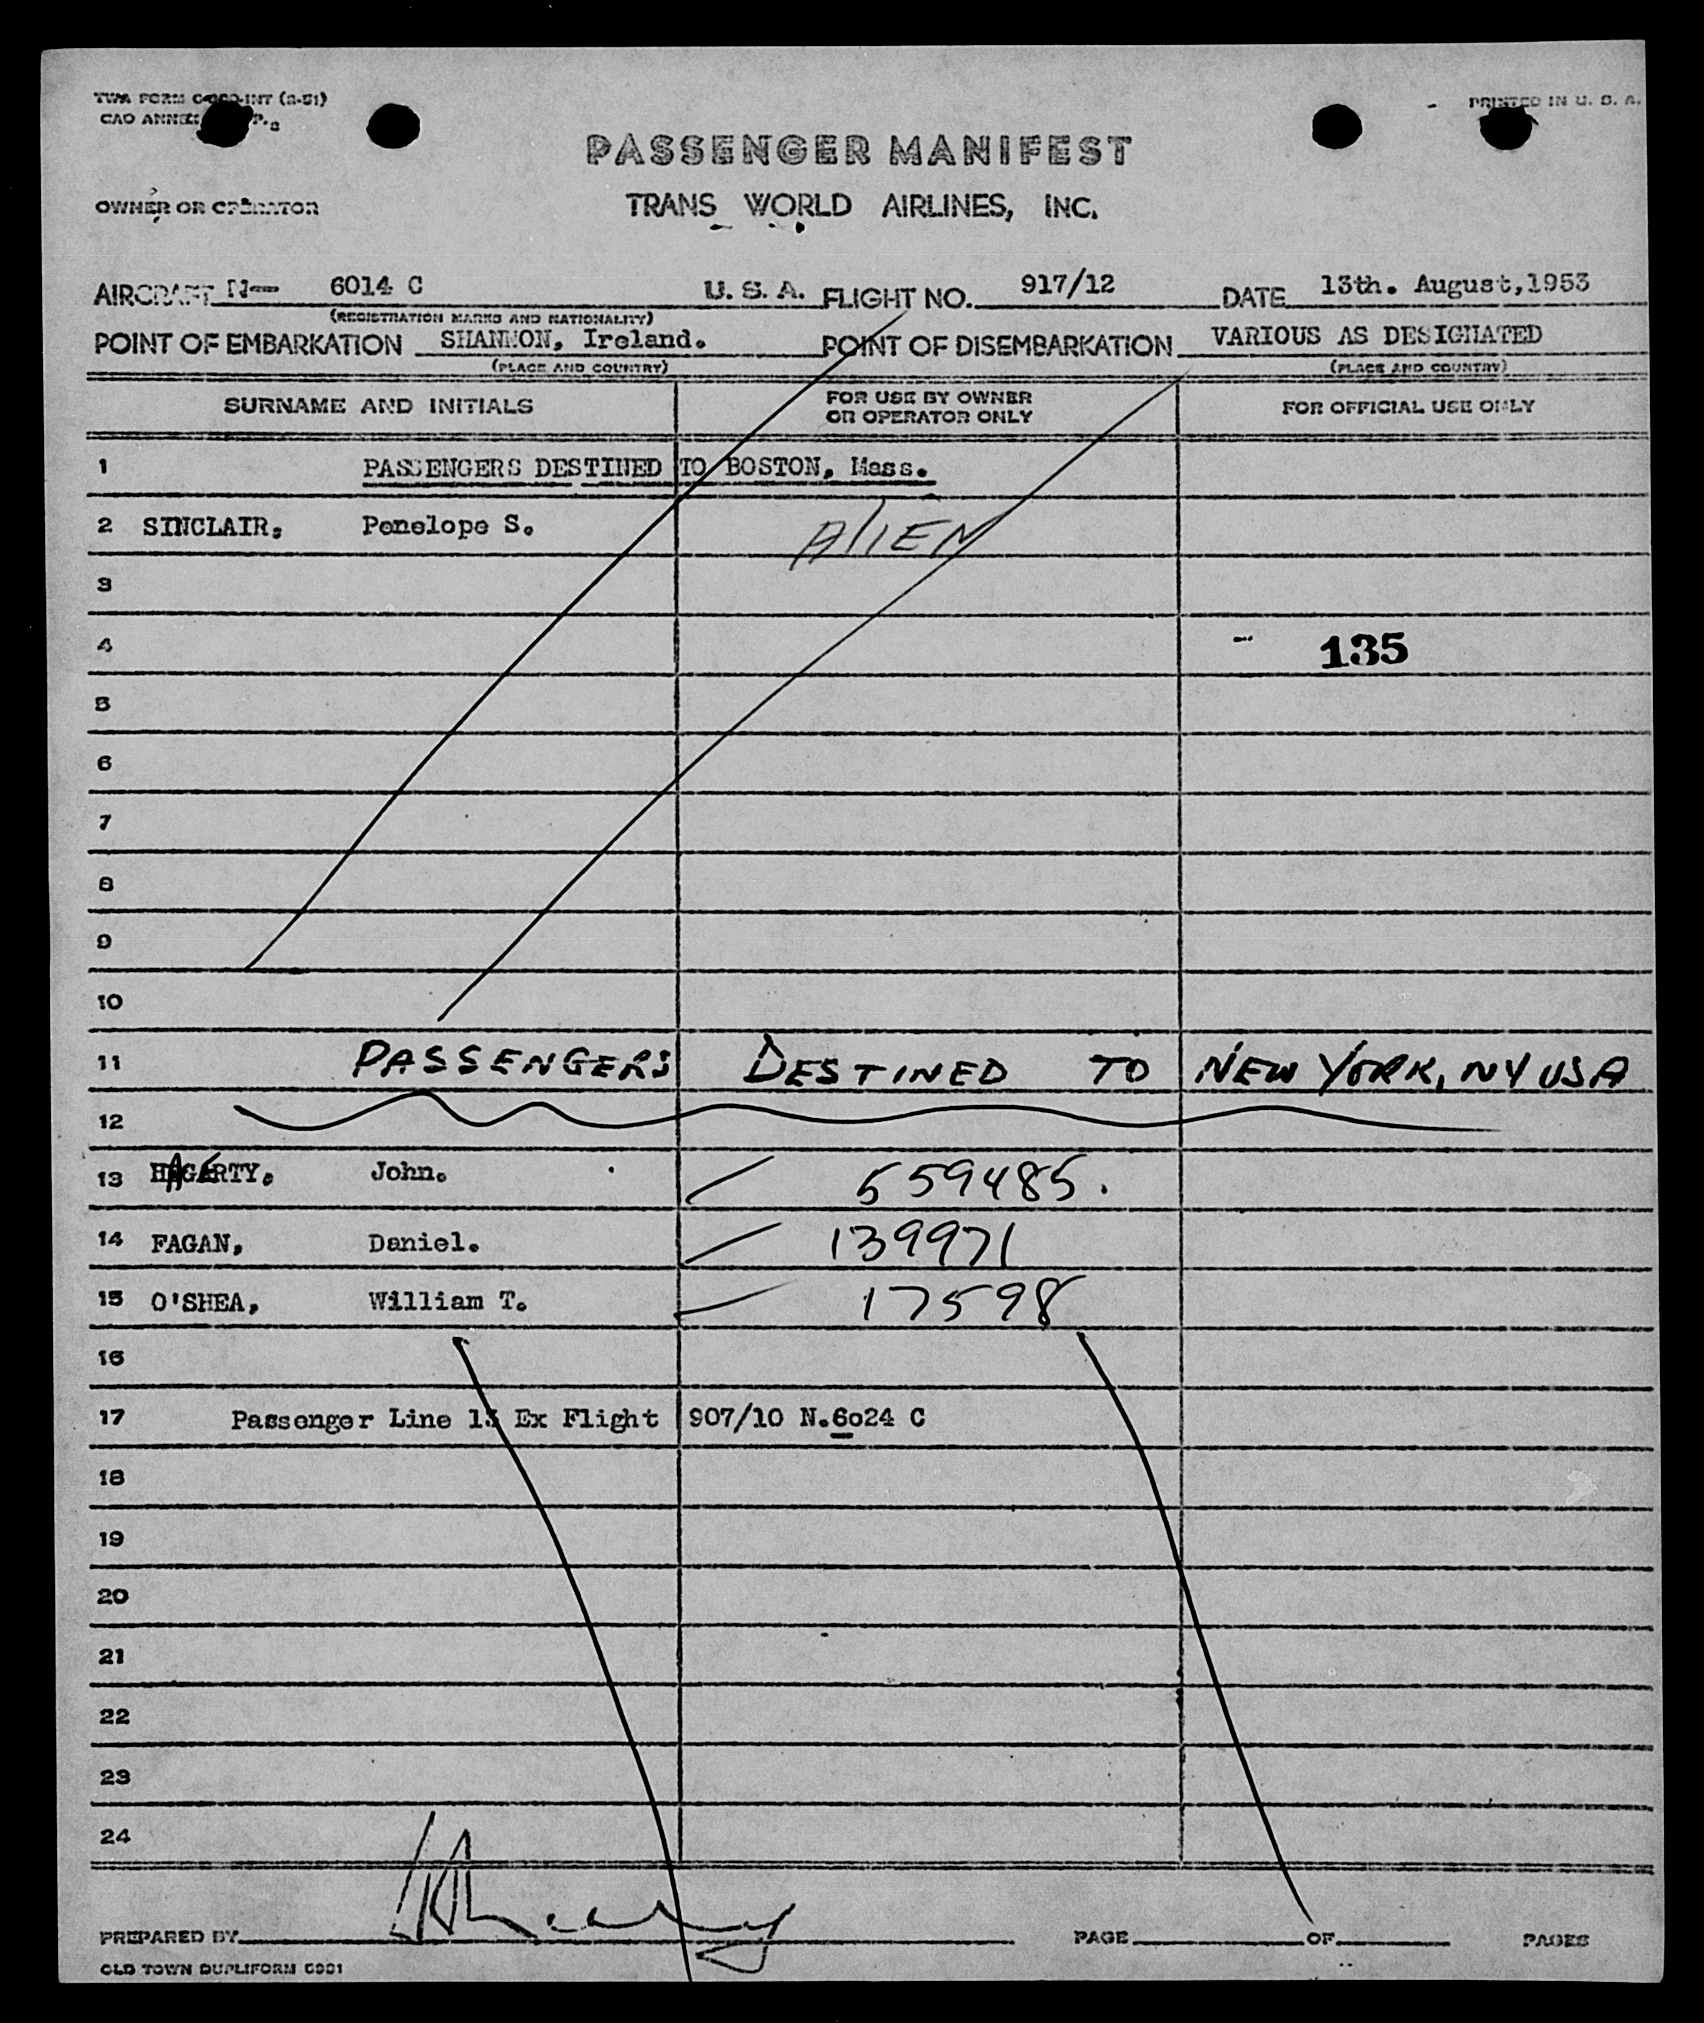 TWA FORM
PRINTED IN U. S. A.
CAO ANNEX
PASSENGER MANIFEST
OWNER OR OPERATOR
TRANS WORLD AIRLINES, INC.
AIRCRAFT N— 6014 C U. S. A. FLIGHT NO. 917/12 DATE 13th. August,1953
(REGISTRATION MARKS AND NATIONALITY)
POINT OF EMBARKATION SHANNON, Ireland. POINT OF DISEMBARKATION VARIOUS AS DESIGNATED
(PLACE AND COUNTRY) (PLACE AND COUNTRY)
SURNAME AND INITIALS FOR USE BY OWNER OR OPERATOR ONLY FOR OFFICIAL USE ONLY
1 PASSENGERS DESTINED TO BOSTON, Mass.
2 SINCLAIR, Penelope S. ALIEN
3
4 135
5
6
7
8
9
10
11 PASSENGERS DESTINED TO NEW YORK, NY USA
12
13 HAGERTY. John. 559485.
14 FAGAN, Daniel. 139971
15 O'SHEA, William T. 17598
16
17 Passenger Line 13 Ex Flight 907/10 N.6024 C
18
19
20
21
22
23
24
PREPARED BY PAGE OF PAGES
OLD TOWN DUPLIFORM